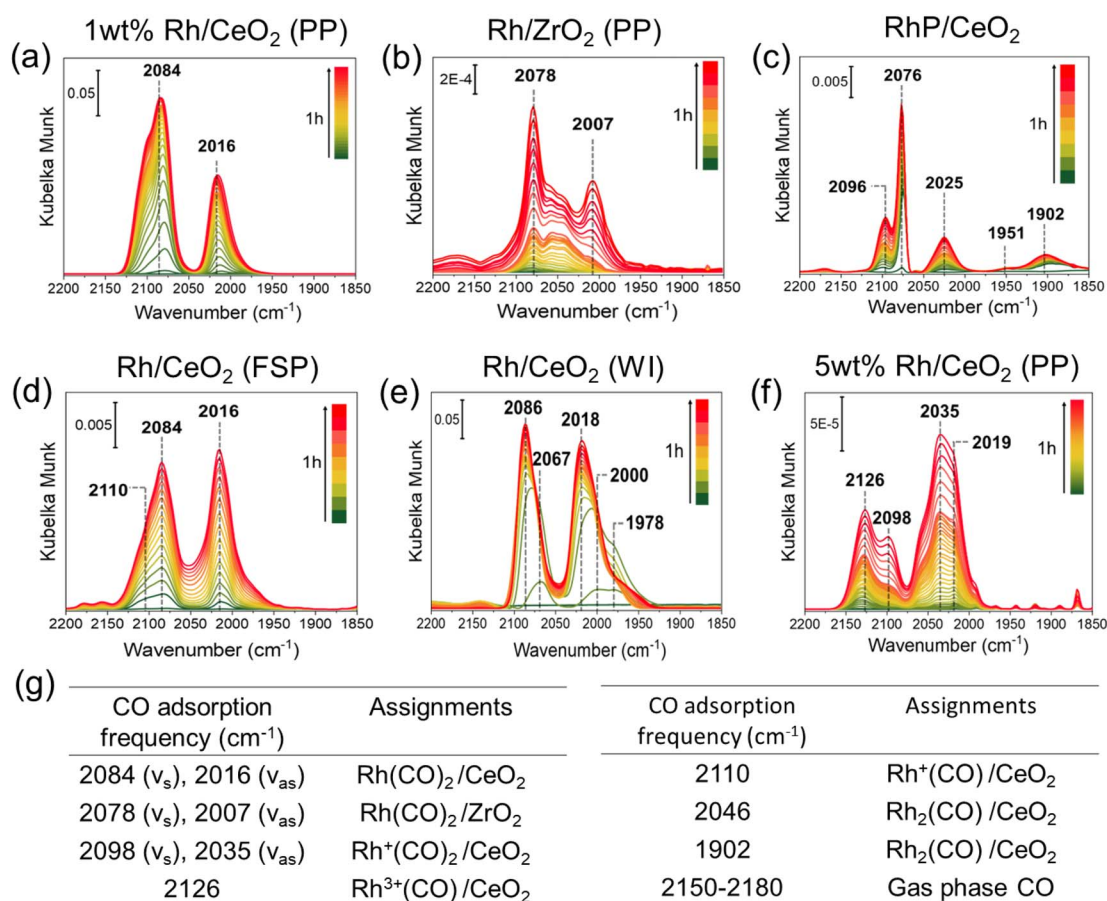 (a)
1wt% Rh/CeO₂ (PP)
0.05
2084
2016
1h
Kubelka Munk
2200 2150 2100 2050 2000 1950 1900 1850
Wavenumber (cm⁻¹)
(b)
Rh/ZrO₂ (PP)
2E-4
2078
2007
1h
Kubelka Munk
2200 2150 2100 2050 2000 1950 1900 1850
Wavenumber (cm⁻¹)
(c)
RhP/CeO₂
0.005
2076
2096
2025
1951
1902
1h
Kubelka Munk
2200 2150 2100 2050 2000 1950 1900 1850
Wavenumber (cm⁻¹)
(d)
Rh/CeO₂ (FSP)
0.005
2084
2016
2110
1h
Kubelka Munk
2200 2150 2100 2050 2000 1950 1900 1850
Wavenumber (cm⁻¹)
(e)
Rh/CeO₂ (WI)
0.05
2086
2067
2018
2000
1978
1h
Kubelka Munk
2200 2150 2100 2050 2000 1950 1900 1850
Wavenumber (cm⁻¹)
(f)
5wt% Rh/CeO₂ (PP)
5E-5
2035
2019
2126
2098
1h
Kubelka Munk
2200 2150 2100 2050 2000 1950 1900 1850
Wavenumber (cm⁻¹)
(g)
CO adsorption
frequency (cm⁻¹)
Assignments
2084 (vₛ), 2016 (vₐₛ) Rh(CO)₂/CeO₂
2078 (vₛ), 2007 (vₐₛ) Rh(CO)₂/ZrO₂
2098 (vₛ), 2035 (vₐₛ) Rh⁺(CO)₂/CeO₂
2126 Rh³⁺(CO)/CeO₂
CO adsorption
frequency (cm⁻¹)
Assignments
2110 Rh⁺(CO)/CeO₂
2046 Rh₂(CO)/CeO₂
1902 Rh₂(CO)/CeO₂
2150-2180 Gas phase CO